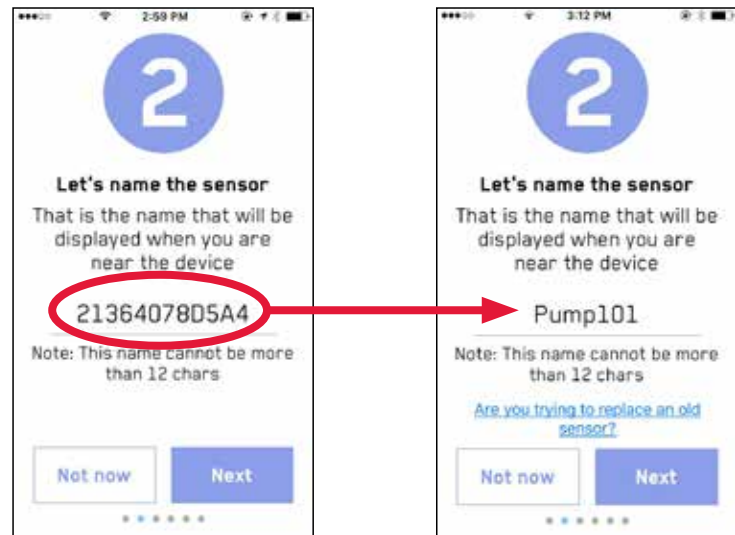 2:59 PM
2
Let's name the sensor
That is the name that will be
displayed when you are
near the device
21364078D5A4
Note: This name cannot be more
than 12 chars
Not now
Next
3:12 PM
2
Let's name the sensor
That is the name that will be
displayed when you are
near the device
Pump101
Note: This name cannot be more
than 12 chars
Are you trying to replace an old
sensor?
Not now
Next